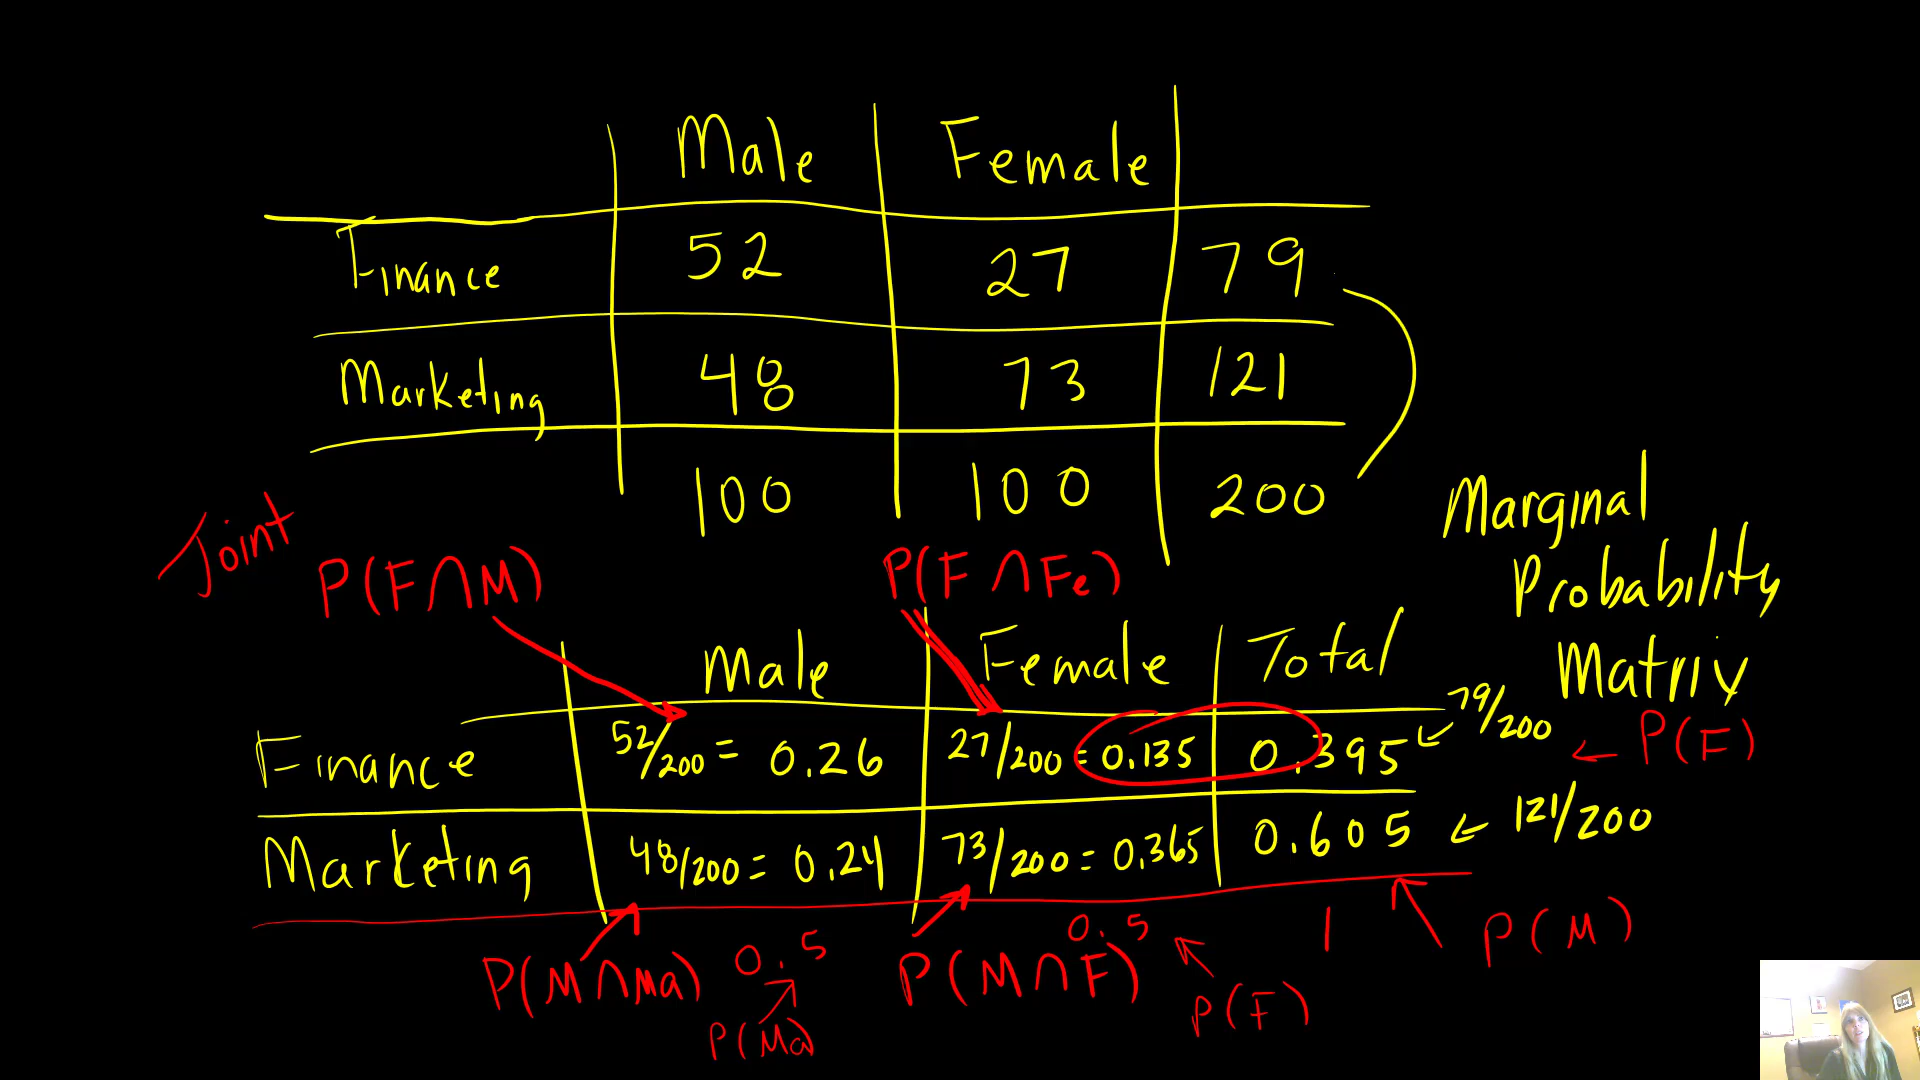 Male Female
Finance 52 27 79
Marketing 48 73 121
100 100 200
Marginal
Probability
Matrix
Joint
P(F∩M) P(F∩Fe)
Male Female Total
Finance 52/200 = 0.26 27/200 = 0.135 0.395 79/200 P(F)
Marketing 48/200 = 0.24 73/200 = 0.365 0.605 121/200
0.5 0.5 1 P(M)
P(M∩Ma) P(M∩F)
P(Ma) P(F)